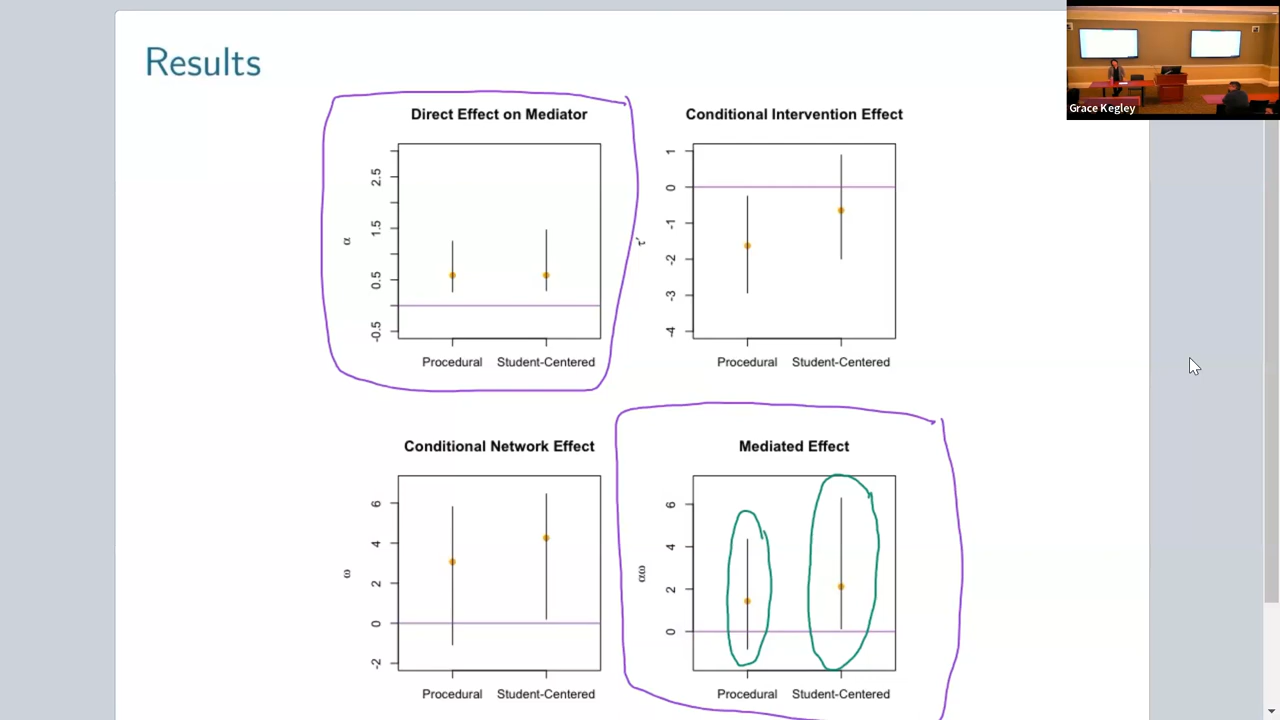 Results
Grace Kegley
Direct Effect on Mediator
α
2.5
1.5
0.5
-0.5
Procedural Student-Centered
Conditional Intervention Effect
τ'
1
0
-1
-2
-3
-4
Procedural Student-Centered
Conditional Network Effect
ω
6
4
2
0
-2
Procedural Student-Centered
Mediated Effect
αω
6
4
2
0
Procedural Student-Centered